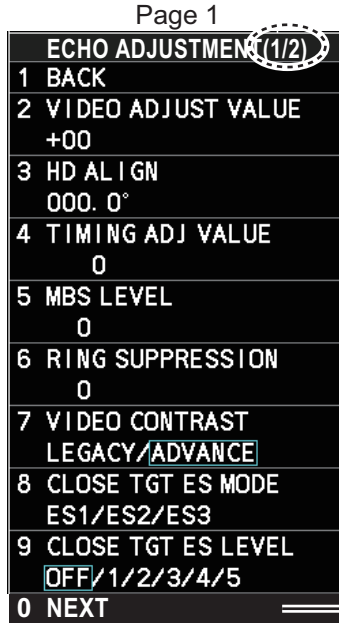 Page 1
ECHO ADJUSTMENT(1/2)
1 BACK
2 VIDEO ADJUST VALUE
+00
3 HD ALIGN
000.0°
4 TIMING ADJ VALUE
0
5 MBS LEVEL
0
6 RING SUPPRESSION
0
7 VIDEO CONTRAST
LEGACY/ADVANCE
8 CLOSE TGT ES MODE
ES1/ES2/ES3
9 CLOSE TGT ES LEVEL
OFF/1/2/3/4/5
0 NEXT